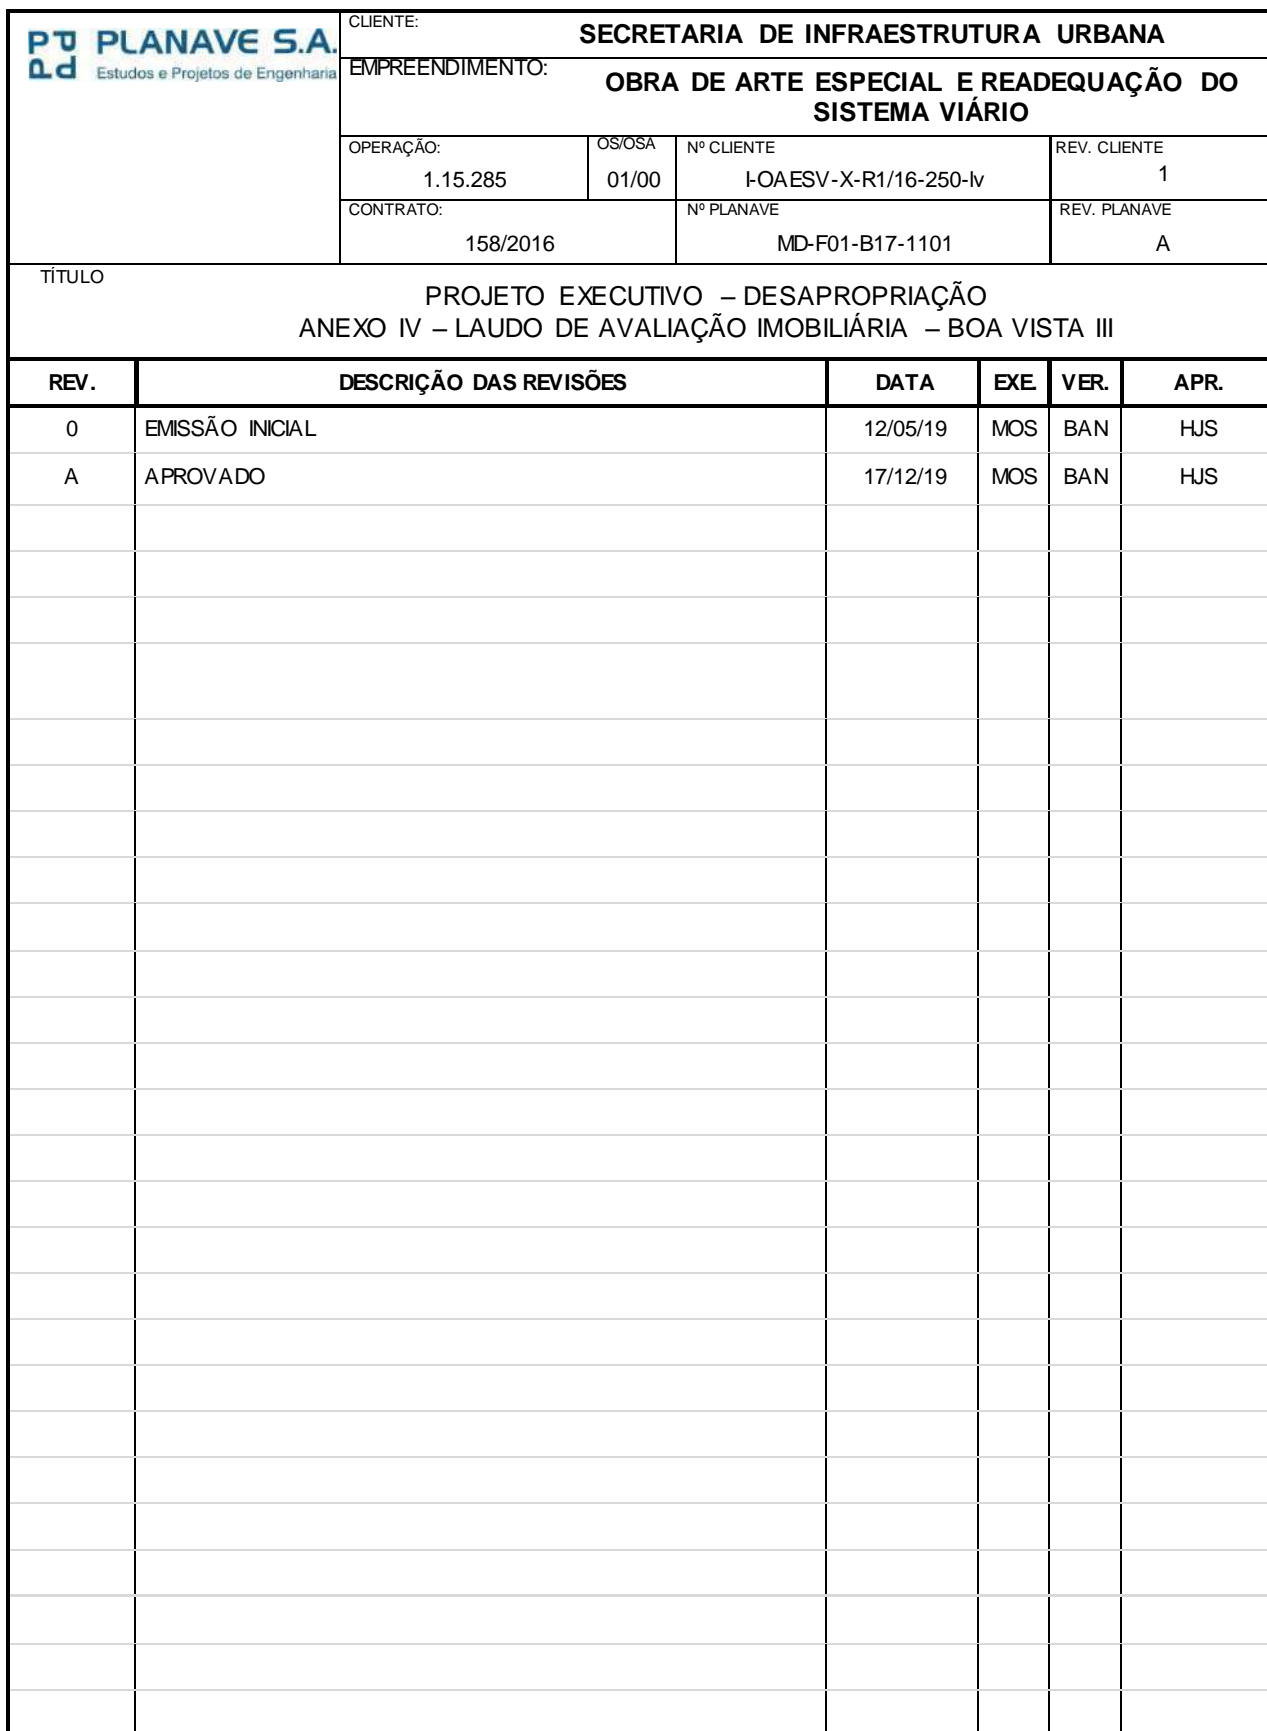 PLANAVE S.A.
Estudos e Projetos de Engenharia
CLIENTE:
SECRETARIA DE INFRAESTRUTURA URBANA
EMPREENDIMENTO:
OBRA DE ARTE ESPECIAL E READEQUAÇÃO DO
SISTEMA VIÁRIO
OPERAÇÃO:
1.15.285
OS/OSA
01/00
Nº CLIENTE
I-OAESV-X-R1/16-250-Iv
REV. CLIENTE
1
CONTRATO:
158/2016
Nº PLANAVE
MD-F01-B17-1101
REV. PLANAVE
A
TÍTULO
PROJETO EXECUTIVO – DESAPROPRIAÇÃO
ANEXO IV – LAUDO DE AVALIAÇÃO IMOBILIÁRIA – BOA VISTA III
REV. DESCRIÇÃO DAS REVISÕES DATA EXE. VER. APR.
0 EMISSÃO INICIAL 12/05/19 MOS BAN HJS
A APROVADO 17/12/19 MOS BAN HJS